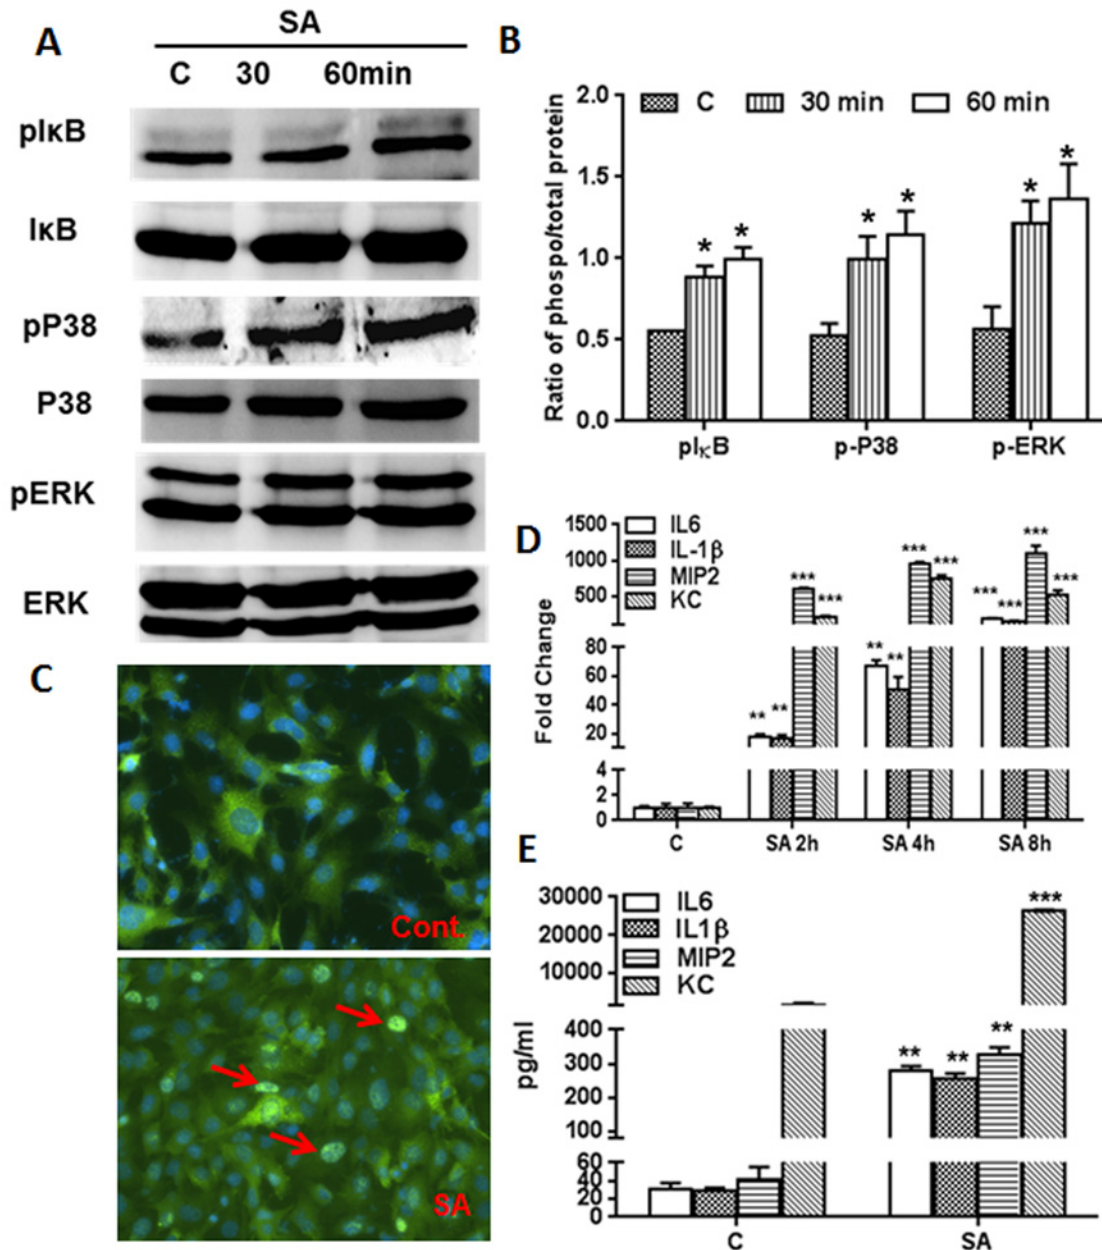 A
SA
C 30 60min
pIκB
IκB
pP38
P38
pERK
ERK
B
C 30 min 60 min
Ratio of phospo/total protein
2.0
1.5
1.0
0.5
0.0
* * * * * *
pIκB p-P38 p-ERK
C
Cont.
SA
D
IL6
IL-1β
MIP2
KC
Fold Change
1500
1000
500
80
60
40
20
4
2
0
** ** *** ***
** ** *** ***
*** *** *** ***
C SA 2h SA 4h SA 8h
E
IL6
IL1β
MIP2
KC
pg/ml
30000
20000
10000
400
300
200
100
60
40
20
0
** ** ** ***
C SA